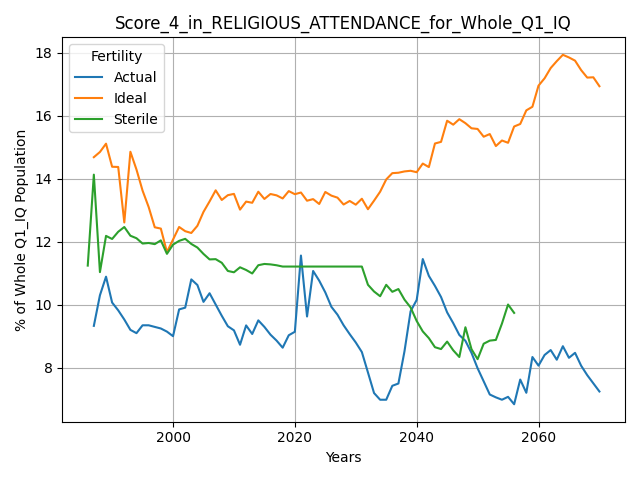 Score_4_in_RELIGIOUS_ATTENDANCE_for_Whole_Q1_IQ
Fertility
Actual
Ideal
Sterile
% of Whole Q1_IQ Population
18
16
14
12
10
8
2000 2020 2040 2060
Years